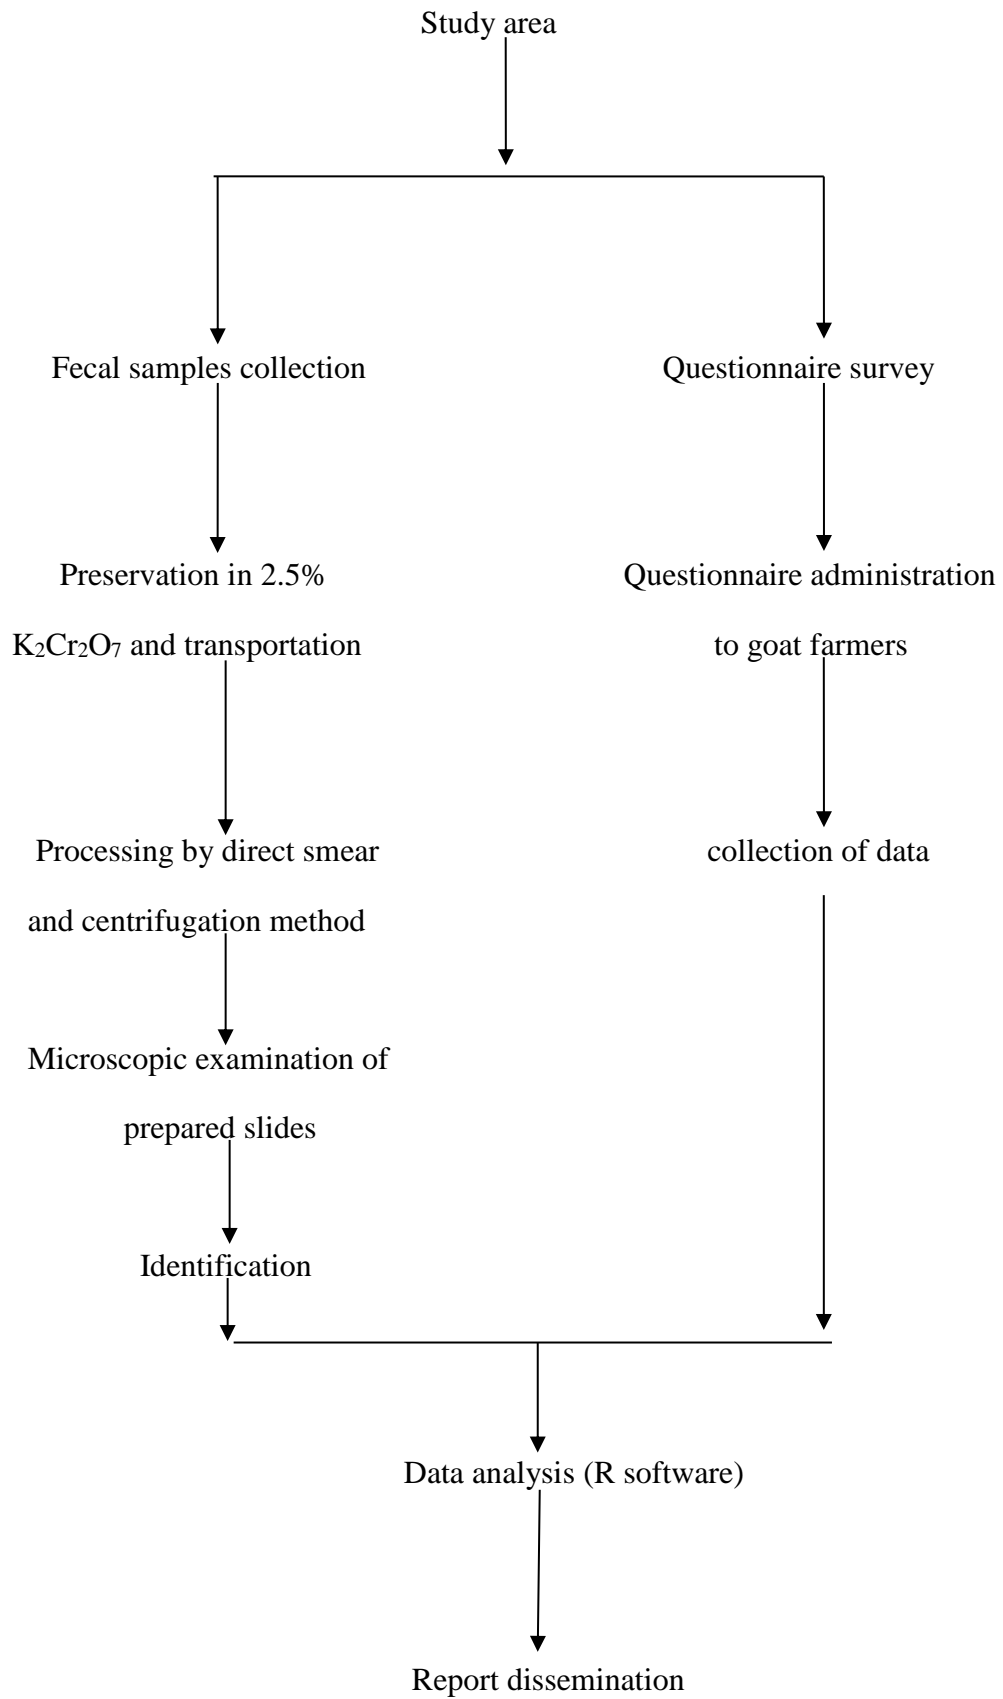 Study area
Fecal samples collection
Questionnaire survey
Preservation in 2.5%
K₂Cr₂O₇ and transportation
Questionnaire administration
to goat farmers
Processing by direct smear
and centrifugation method
collection of data
Microscopic examination of
prepared slides
Identification
Data analysis (R software)
Report dissemination